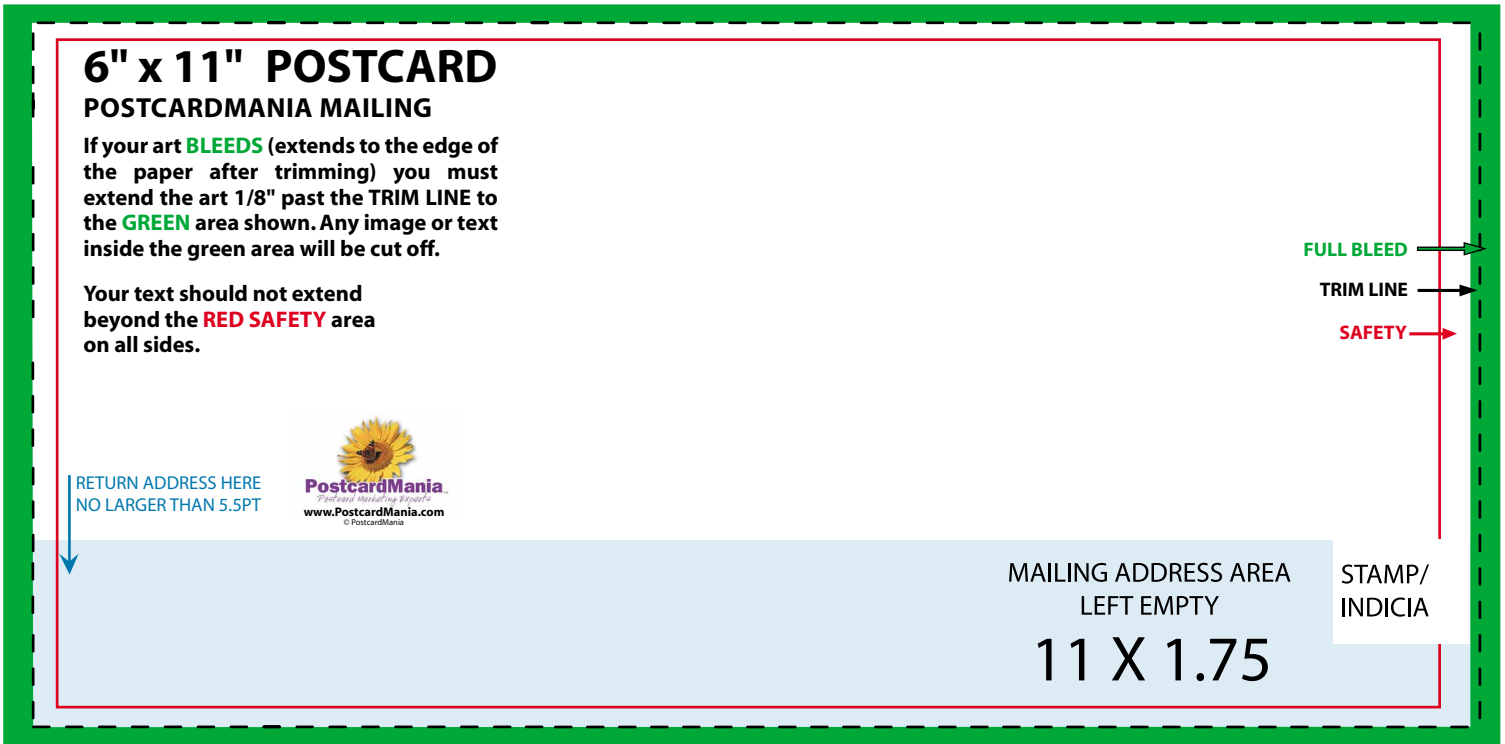 6" x 11" POSTCARD
POSTCARDMANIA MAILING
If your art BLEEDS (extends to the edge of
the paper after trimming) you must
extend the art 1/8" past the TRIM LINE to
the GREEN area shown. Any image or text
inside the green area will be cut off.
Your text should not extend
beyond the RED SAFETY area
on all sides.
FULL BLEED
TRIM LINE
SAFETY
RETURN ADDRESS HERE
NO LARGER THAN 5.5PT
PostcardMania
Postcard Marketing Experts
www.PostcardMania.com
© PostcardMania
MAILING ADDRESS AREA
LEFT EMPTY
11 X 1.75
STAMP/
INDICIA